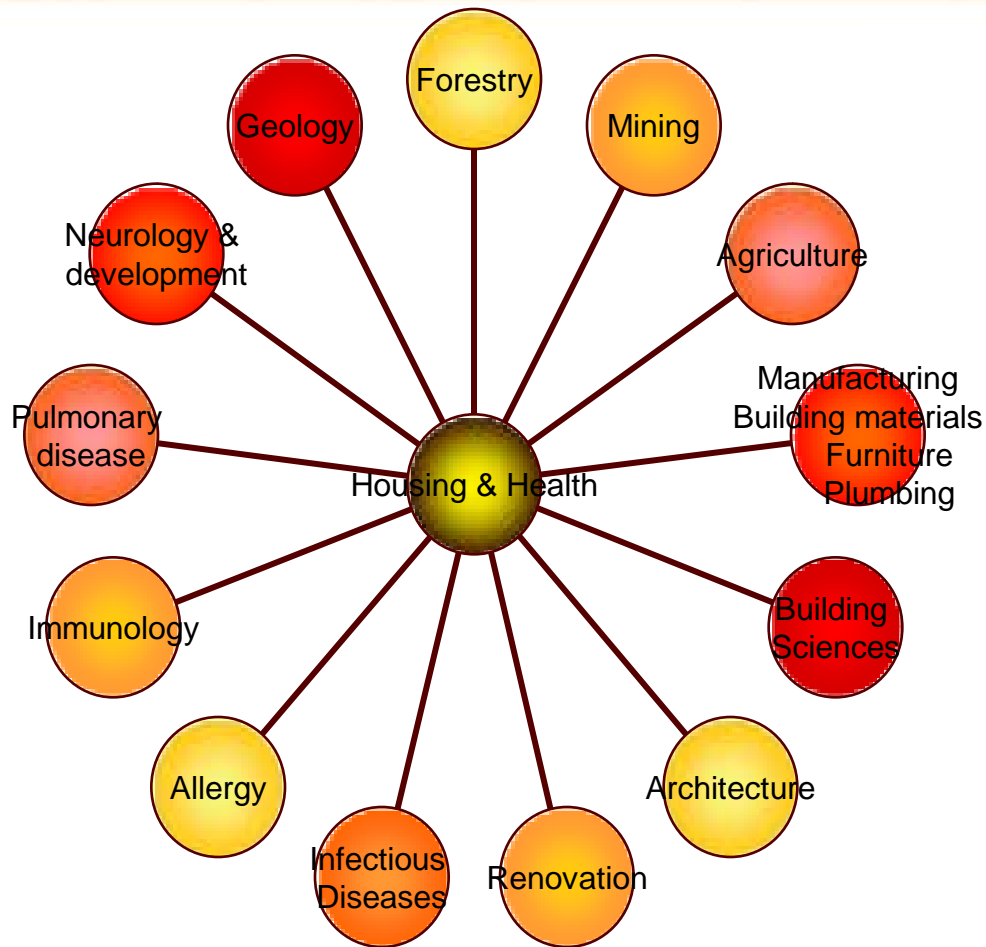 Forestry
Mining
Agriculture
Manufacturing
Building materials
Furniture
Plumbing
Building
Sciences
Architecture
Renovation
Infectious
Diseases
Allergy
Immunology
Pulmonary
disease
Neurology &
development
Geology
Housing & Health